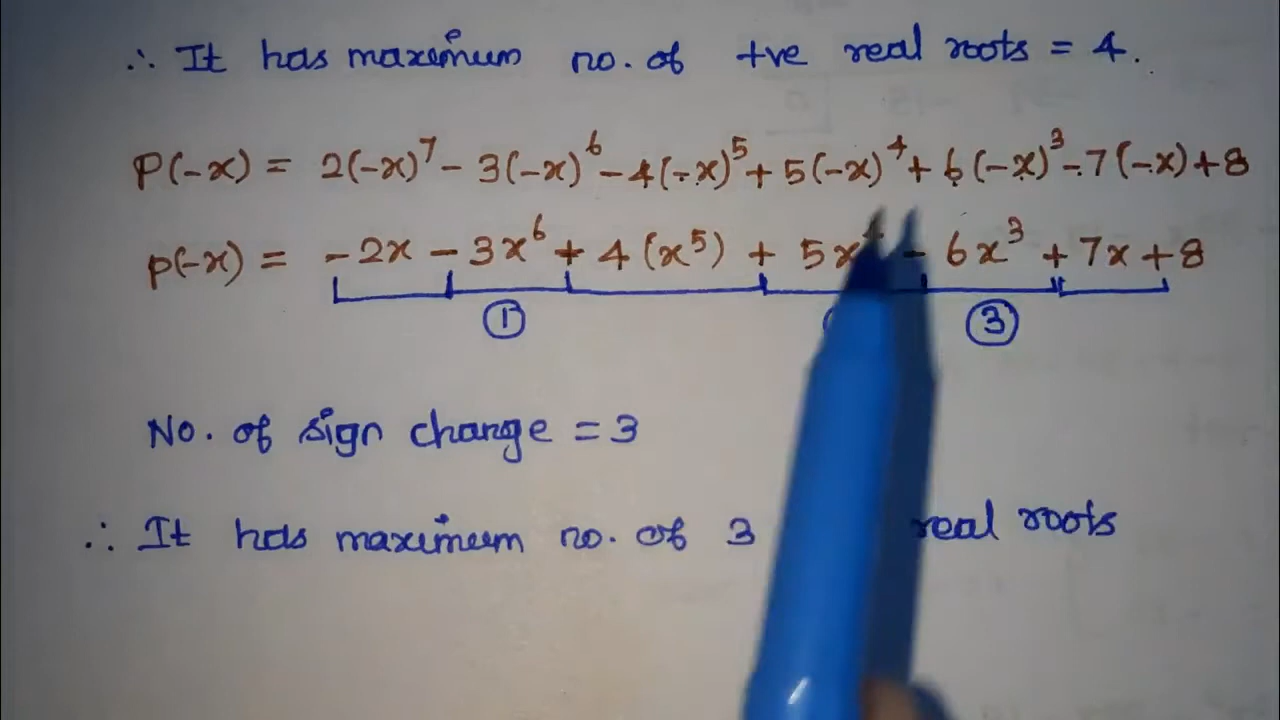 ∴ It has maximum no. of +ve real roots = 4.
P(-x) = 2(-x)⁷ - 3(-x)⁶ - 4(-x)⁵ + 5(-x)⁴ + 6(-x)³ - 7(-x) + 8
p(-x) = -2x - 3x⁶ + 4(x⁵) + 5x⁴ - 6x³ + 7x + 8
① ③
No. of sign change = 3
∴ It has maximum no. of 3 real roots